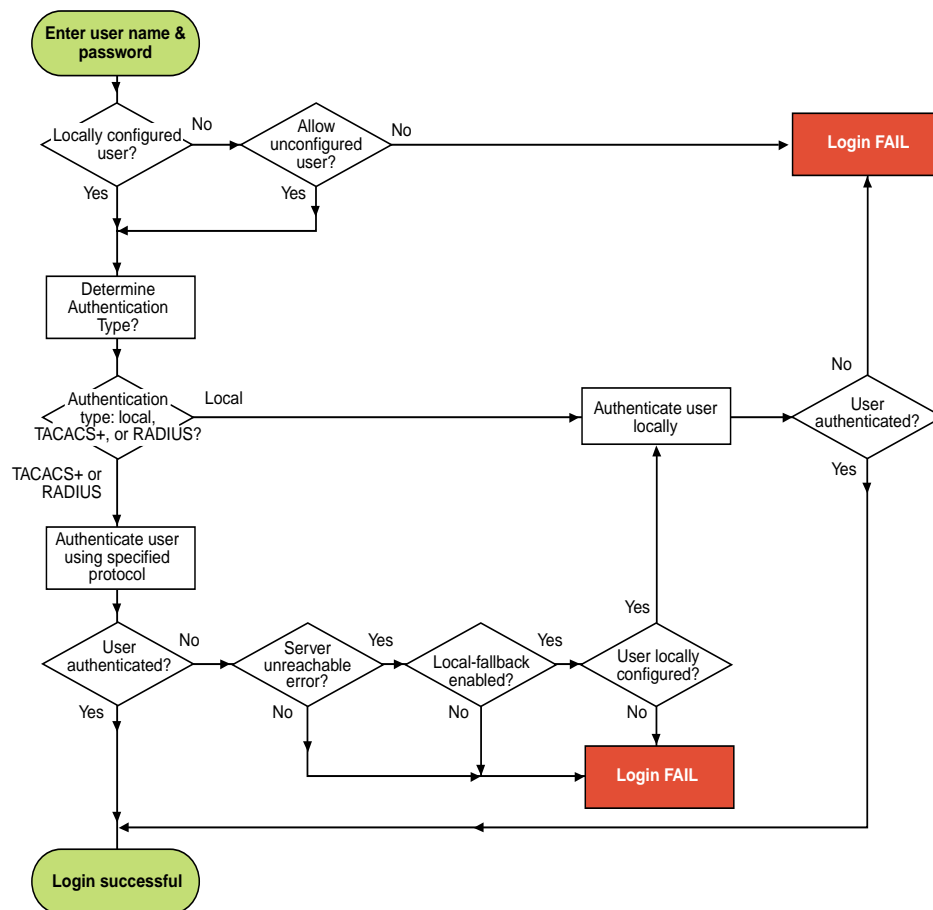 Enter user name &
password
Locally configured
user?
No
Allow
unconfigured
user?
No
Login FAIL
Yes
Yes
Determine
Authentication
Type?
Authentication
type: local,
TACACS+, or RADIUS?
Local
Authenticate user
locally
No
User
authenticated?
Yes
TACACS+ or
RADIUS
Authenticate user
using specified
protocol
User
authenticated?
No
Server
unreachable
error?
Yes
Local-fallback
enabled?
Yes
Yes
User locally
configured?
Yes
No
No
No
Login FAIL
Login successful